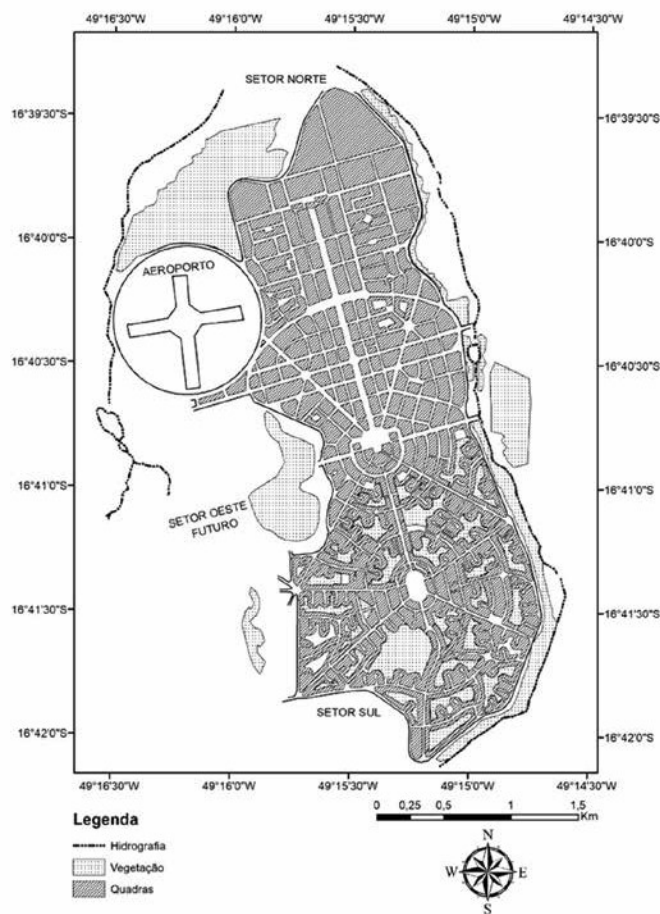 49°16'30"W 49°16'0"W 49°15'30"W 49°15'0"W 49°14'30"W
SETOR NORTE
16°39'30"S 16°39'30"S
16°40'0"S 16°40'0"S
AEROPORTO
16°40'30"S 16°40'30"S
16°41'0"S 16°41'0"S
SETOR OESTE
FUTURO
16°41'30"S 16°41'30"S
SETOR SUL
16°42'0"S 16°42'0"S
49°16'30"W 49°16'0"W 49°15'30"W 49°15'0"W 49°14'30"W
0 0,25 0,5 1 1,5
Km
Legenda
Hidrografia
Vegetação
Quadras
N
W E
S